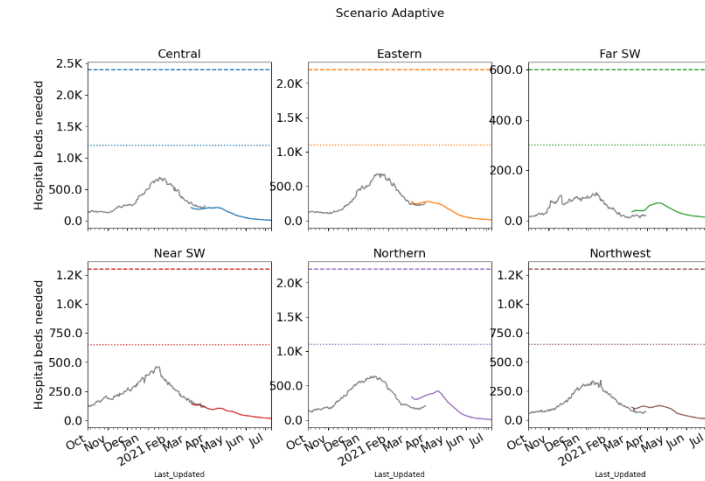 Scenario Adaptive
Central
Eastern
Far SW
Hospital beds needed
2.5K
2.0K
1.5K
1.0K
500.0
0.0
2.0K
1.5K
1.0K
500.0
0.0
600.0
400.0
200.0
0.0
Near SW
Northern
Northwest
Hospital beds needed
1.2K
1.0K
750.0
500.0
250.0
0.0
2.0K
1.5K
1.0K
500.0
0.0
1.2K
1.0K
750.0
500.0
250.0
0.0
Oct Nov Dec Jan 2021 Feb Mar Apr May Jun Jul
Oct Nov Dec Jan 2021 Feb Mar Apr May Jun Jul
Oct Nov Dec Jan 2021 Feb Mar Apr May Jun Jul
Last_Updated
Last_Updated
Last_Updated